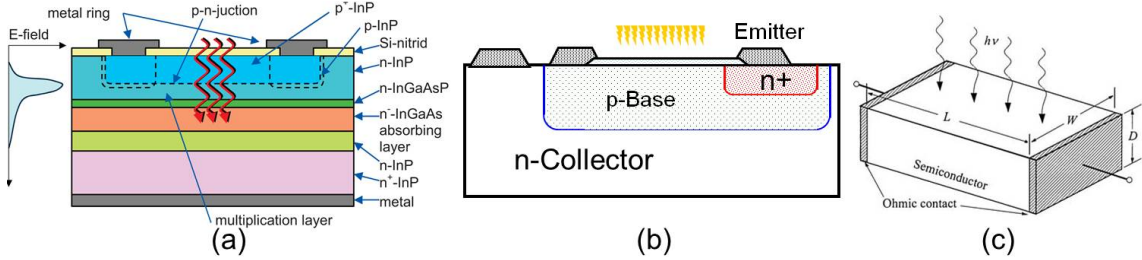 metal ring
p-n-juction
p⁺-InP
p-InP
Si-nitrid
n-InP
n-InGaAsP
n⁻-InGaAs
absorbing
layer
n-InP
n⁺-InP
metal
multiplication layer
E-field
(a)
Emitter
n+
p-Base
n-Collector
(b)
hν
L
W
D
Semiconductor
Ohmic contact
(c)